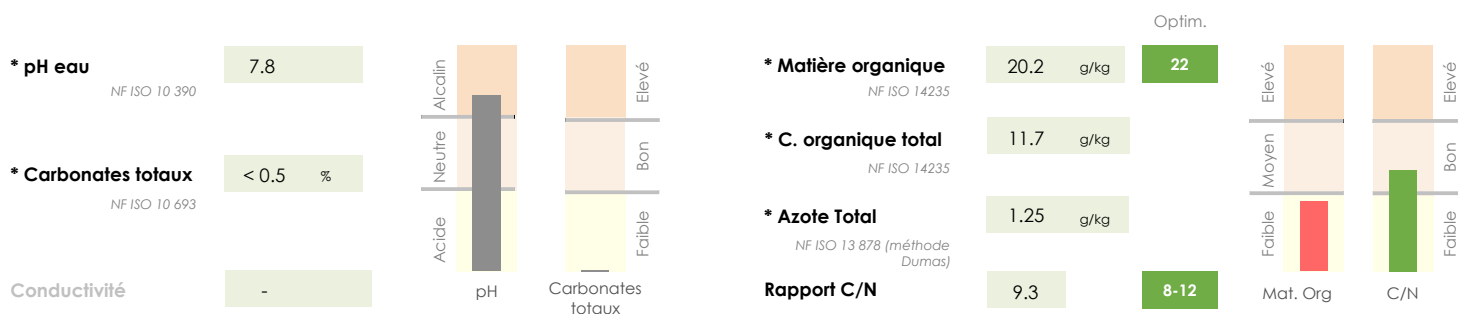 Optim.
* pH eau
7.8
NF ISO 10 390
* Carbonates totaux
< 0.5 %
NF ISO 10 693
Conductivité
-
Alcalin
Neutre
Acide
Elevé
Bon
Faible
pH
Carbonates
totaux
* Matière organique
20.2 g/kg
22
NF ISO 14235
* C. organique total
11.7 g/kg
NF ISO 14235
* Azote Total
1.25 g/kg
NF ISO 13 878 (méthode
Dumas)
Rapport C/N
9.3
8-12
Elevé
Moyen
Faible
Elevé
Bon
Faible
Mat. Org
C/N